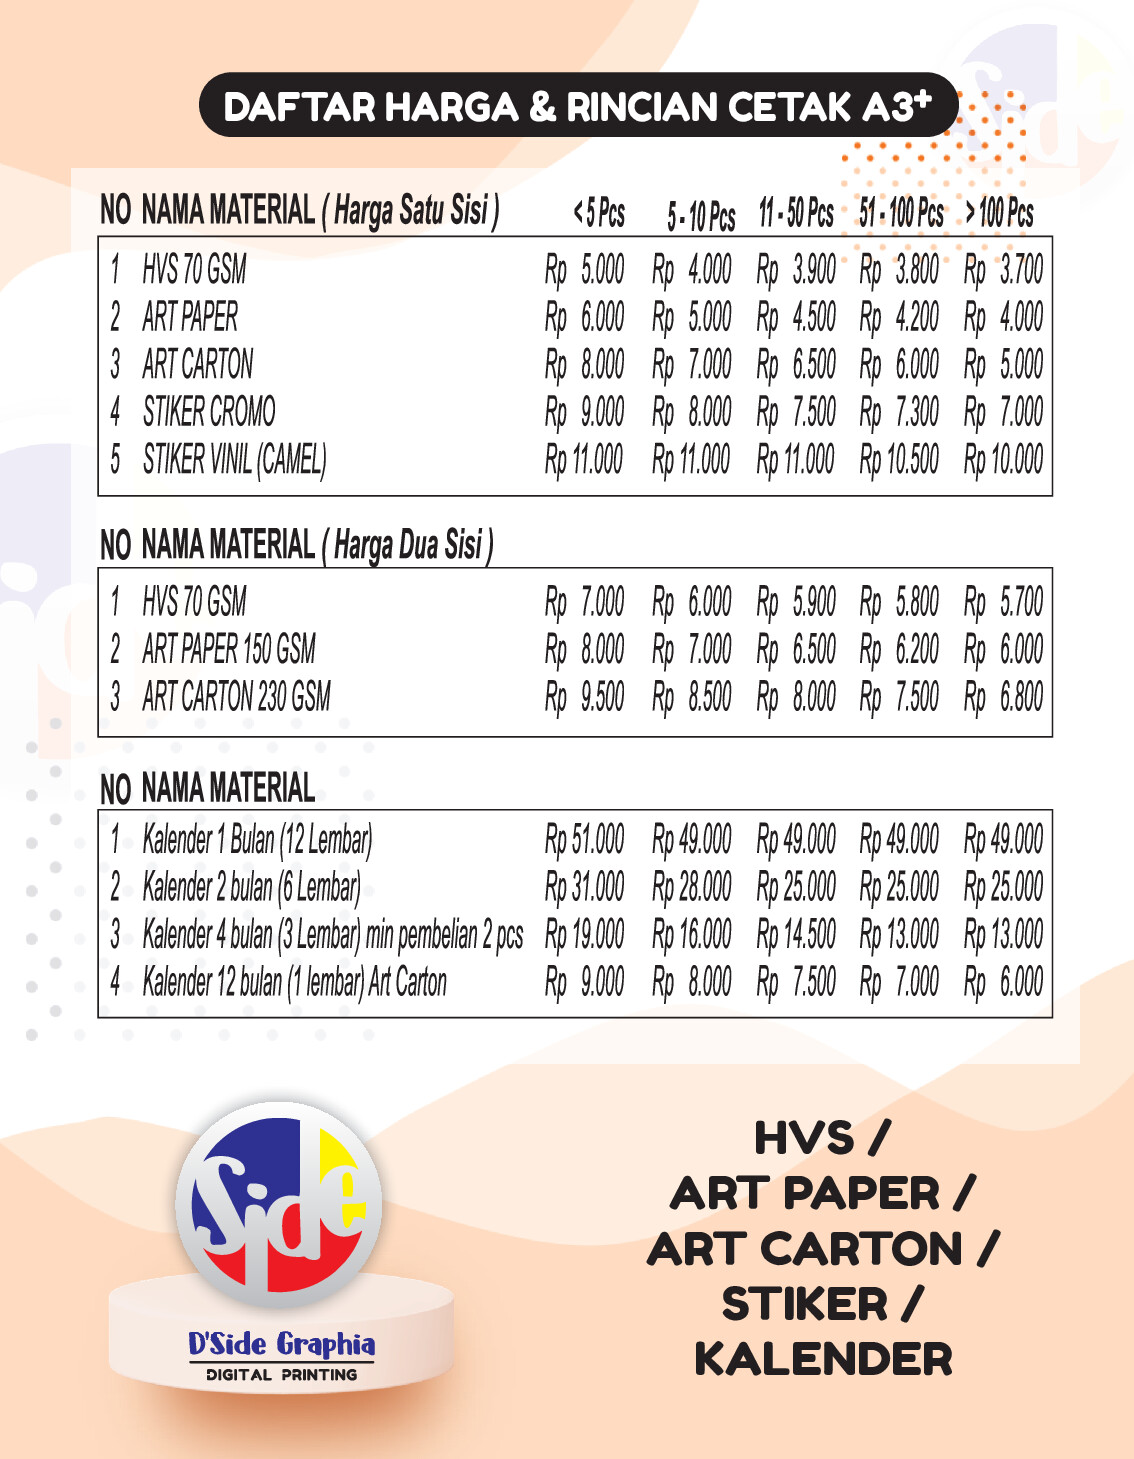 DAFTAR HARGA & RINCIAN CETAK A3+
NO NAMA MATERIAL ( Harga Satu Sisi ) < 5 Pcs 5 - 10 Pcs 11 - 50 Pcs 51 - 100 Pcs > 100 Pcs
1 HVS 70 GSM Rp 5.000 Rp 4.000 Rp 3.900 Rp 3.800 Rp 3.700
2 ART PAPER Rp 6.000 Rp 5.000 Rp 4.500 Rp 4.200 Rp 4.000
3 ART CARTON Rp 8.000 Rp 7.000 Rp 6.500 Rp 6.000 Rp 5.000
4 STIKER CROMO Rp 9.000 Rp 8.000 Rp 7.500 Rp 7.300 Rp 7.000
5 STIKER VINIL (CAMEL) Rp 11.000 Rp 11.000 Rp 11.000 Rp 10.500 Rp 10.000
NO NAMA MATERIAL ( Harga Dua Sisi )
1 HVS 70 GSM Rp 7.000 Rp 6.000 Rp 5.900 Rp 5.800 Rp 5.700
2 ART PAPER 150 GSM Rp 8.000 Rp 7.000 Rp 6.500 Rp 6.200 Rp 6.000
3 ART CARTON 230 GSM Rp 9.500 Rp 8.500 Rp 8.000 Rp 7.500 Rp 6.800
NO NAMA MATERIAL
1 Kalender 1 Bulan (12 Lembar) Rp 51.000 Rp 49.000 Rp 49.000 Rp 49.000 Rp 49.000
2 Kalender 2 bulan (6 Lembar) Rp 31.000 Rp 28.000 Rp 25.000 Rp 25.000 Rp 25.000
3 Kalender 4 bulan (3 Lembar) min pembelian 2 pcs Rp 19.000 Rp 16.000 Rp 14.500 Rp 13.000 Rp 13.000
4 Kalender 12 bulan (1 lembar) Art Carton Rp 9.000 Rp 8.000 Rp 7.500 Rp 7.000 Rp 6.000
Side
D'Side Graphia
DIGITAL PRINTING
HVS /
ART PAPER /
ART CARTON /
STIKER /
KALENDER